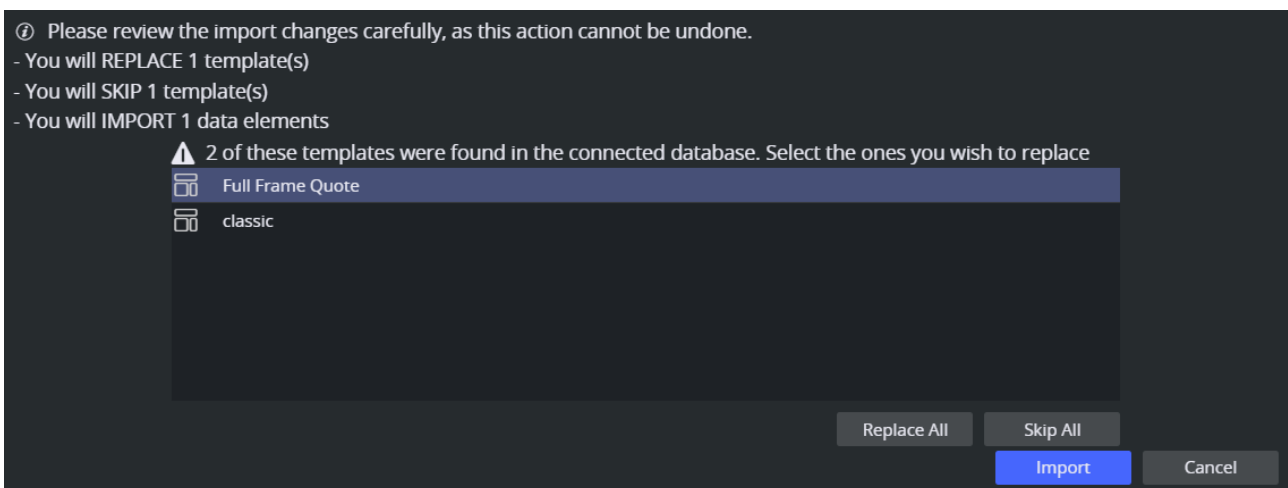 Please review the import changes carefully, as this action cannot be undone.
- You will REPLACE 1 template(s)
- You will SKIP 1 template(s)
- You will IMPORT 1 data elements
2 of these templates were found in the connected database. Select the ones you wish to replace
Full Frame Quote
classic
Replace All Skip All
Import Cancel